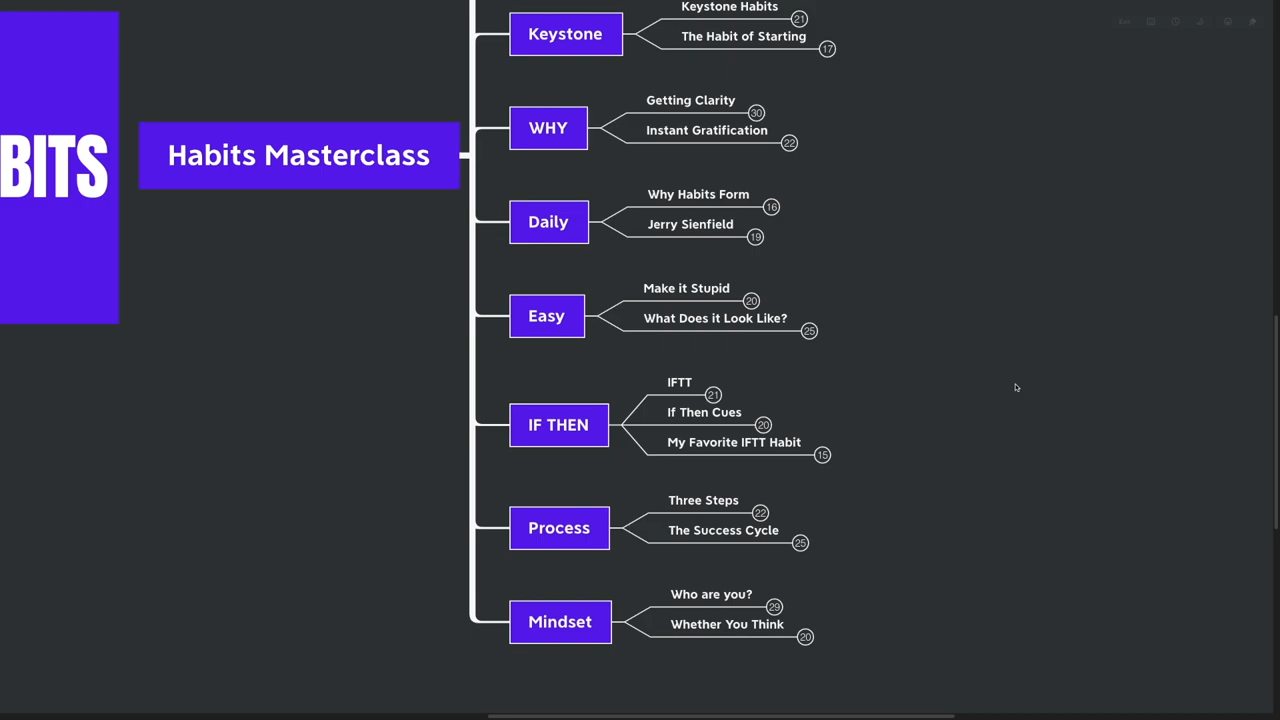 BITS
Habits Masterclass
Keystone
Keystone Habits
21
The Habit of Starting
17
WHY
Getting Clarity
30
Instant Gratification
22
Daily
Why Habits Form
16
Jerry Sienfield
19
Easy
Make it Stupid
20
What Does it Look Like?
25
IF THEN
IFTT
21
If Then Cues
20
My Favorite IFTT Habit
15
Process
Three Steps
22
The Success Cycle
25
Mindset
Who are you?
29
Whether You Think
20